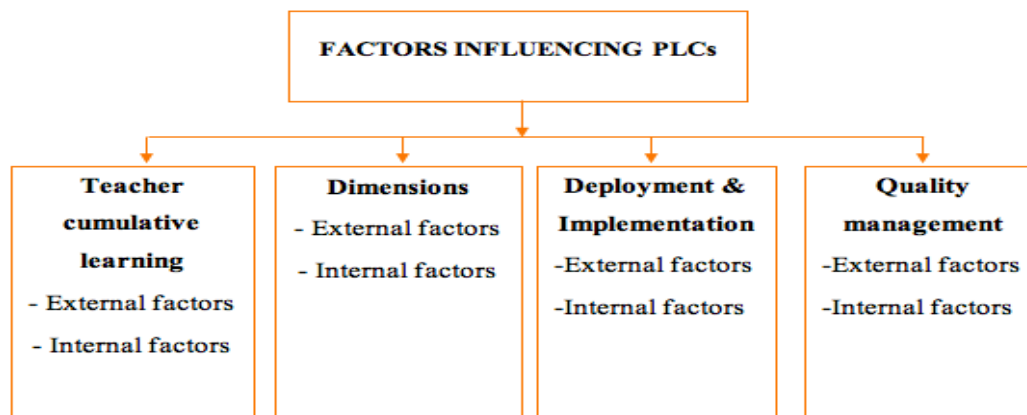 FACTORS INFLUENCING PLCs
Teacher
cumulative
learning
- External factors
- Internal factors
Dimensions
- External factors
- Internal factors
Deployment &
Implementation
-External factors
-Internal factors
Quality
management
-External factors
-Internal factors